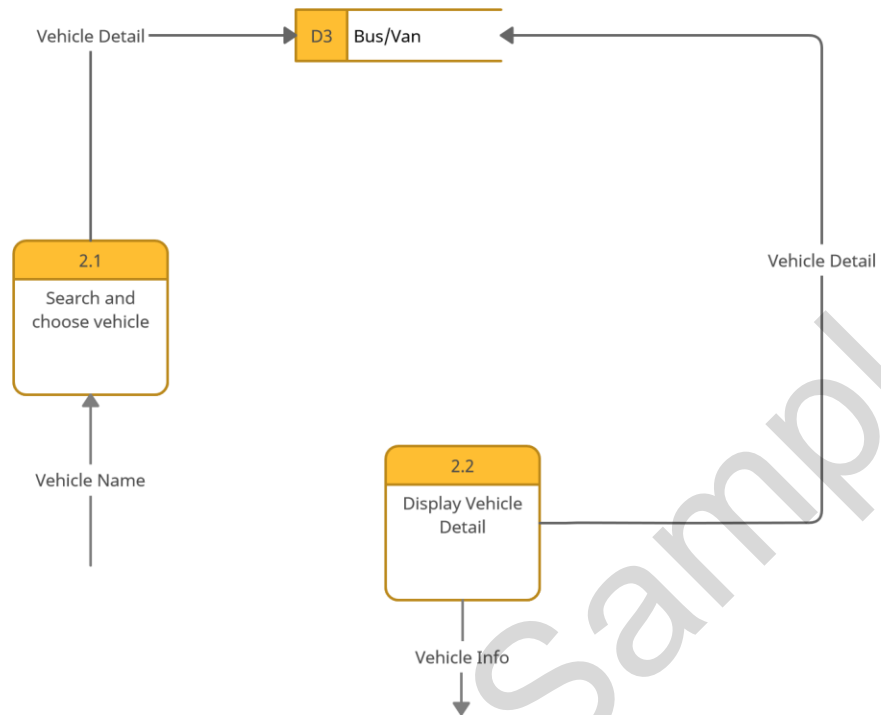 Vehicle Detail
D3
Bus/Van
2.1
Search and
choose vehicle
Vehicle Detail
Vehicle Name
2.2
Display Vehicle
Detail
Vehicle Info
Sampl